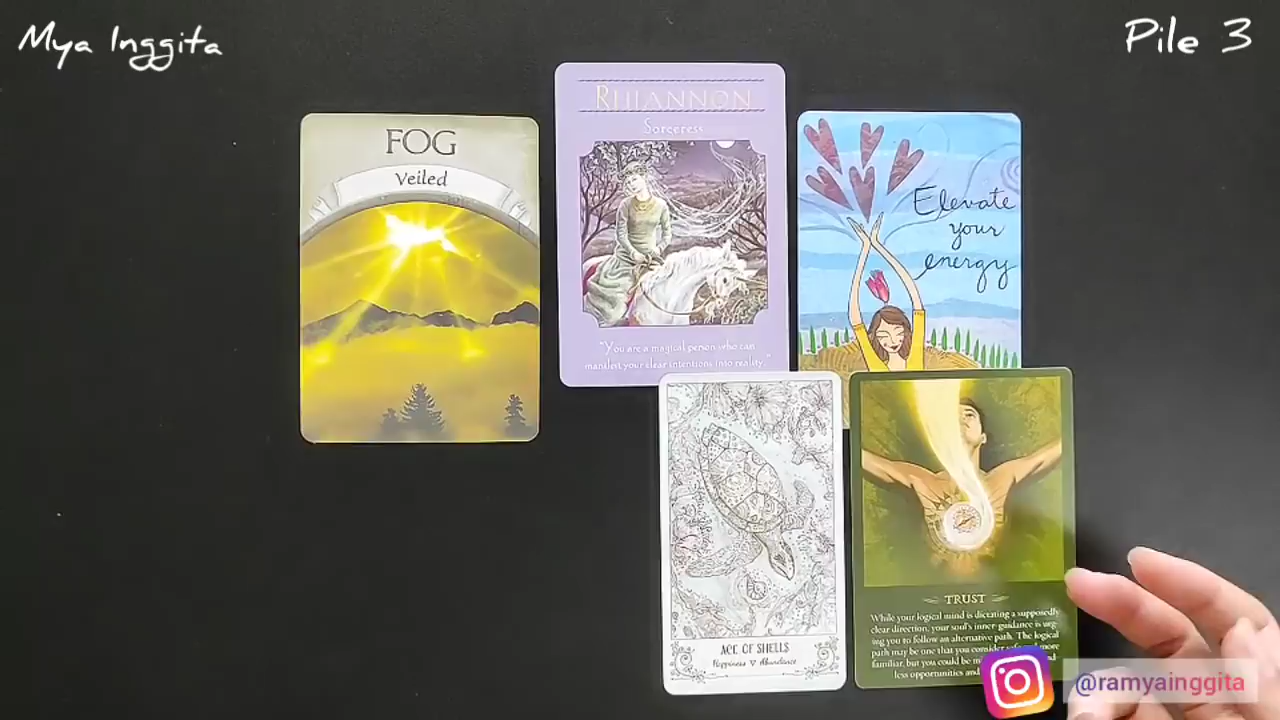 Mya Inggita
Pile 3
FOG
Veiled
RHIANNON
Sorceress
"You are a magical person who can
manifest your clear intentions into reality."
Elevate
your
energy
ACE OF SHELLS
Happiness ▽ Abundance
TRUST
While your logical mind is dictating a supposedly
clear direction, your soul's inner-guidance is urg-
ing you to follow an alternative path. The logical
path may be one that you consider safe and more
familiar, but you could be
less opportunities and
@ramyainggita